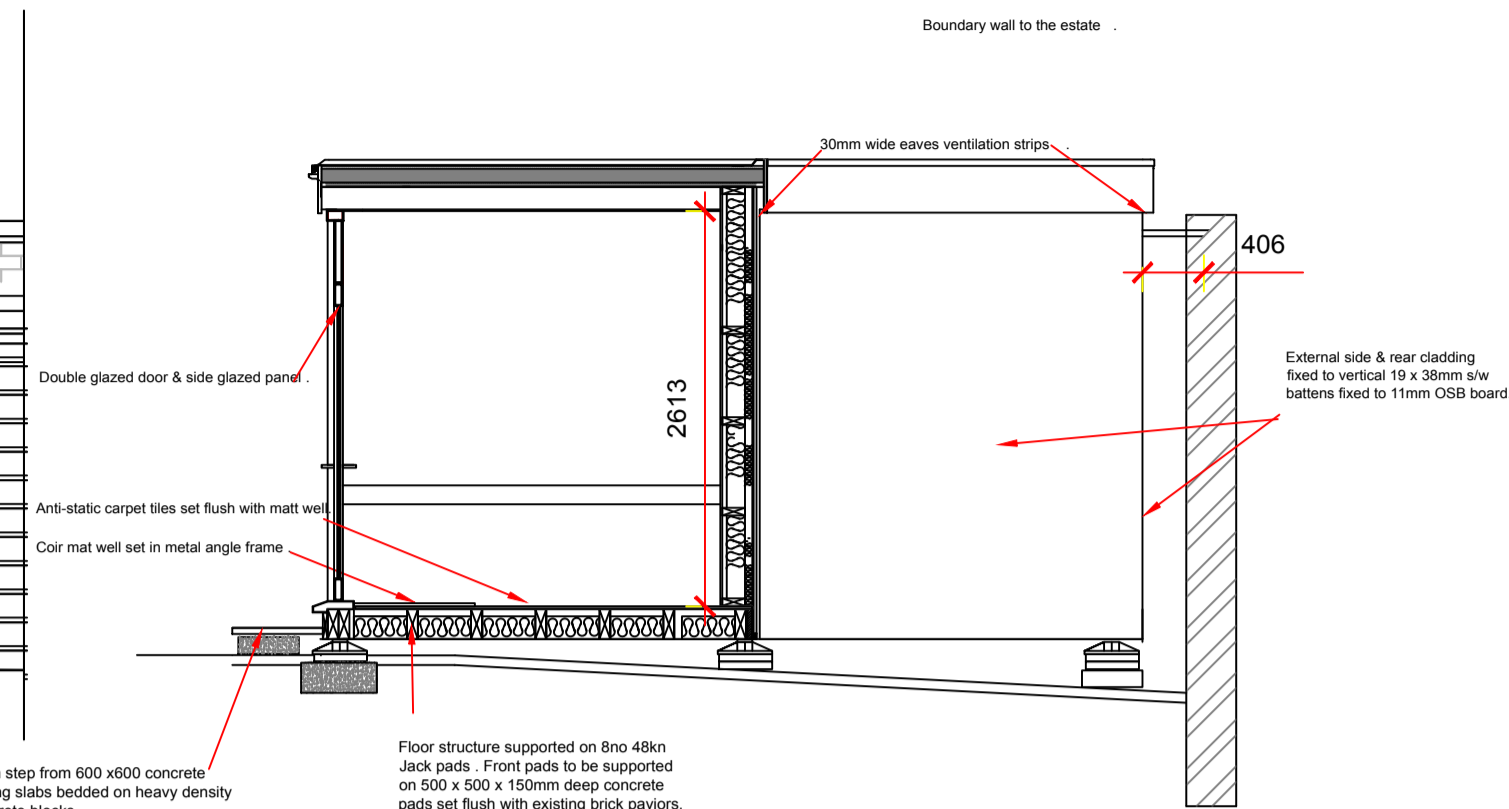 Boundary wall to the estate .
30mm wide eaves ventilation strips .
406
Double glazed door & side glazed panel .
2613
External side & rear cladding
fixed to vertical 19 x 38mm s/w
battens fixed to 11mm OSB board
Anti-static carpet tiles set flush with matt well.
Coir mat well set in metal angle frame
Floor structure supported on 8no 48kn
Jack pads . Front pads to be supported
on 500 x 500 x 150mm deep concrete
pads set flush with existing brick paviors.
step from 600 x600 concrete
slabs bedded on heavy density
blocks